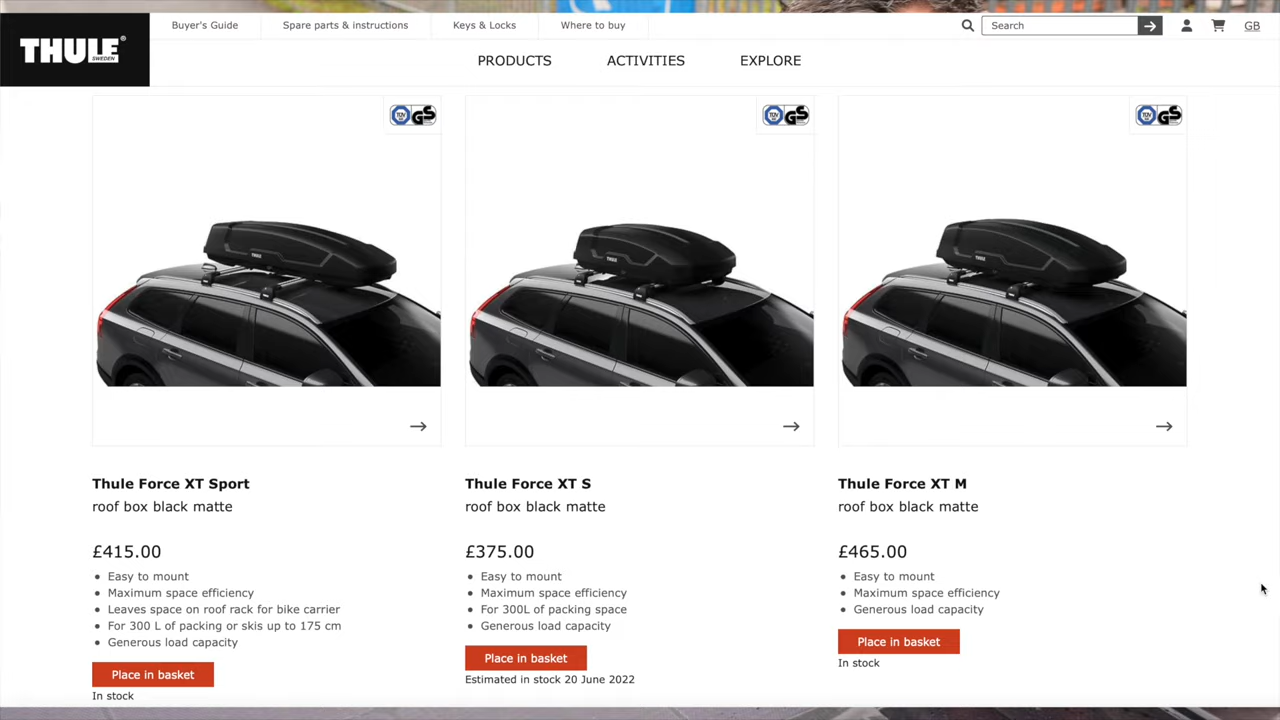 THULE
SWEDEN
Buyer's Guide
Spare parts & instructions
Keys & Locks
Where to buy
Search
GB
PRODUCTS
ACTIVITIES
EXPLORE
GS
GS
GS
Thule Force XT Sport
roof box black matte
£415.00
Easy to mount
Maximum space efficiency
Leaves space on roof rack for bike carrier
For 300 L of packing or skis up to 175 cm
Generous load capacity
Place in basket
In stock
Thule Force XT S
roof box black matte
£375.00
Easy to mount
Maximum space efficiency
For 300L of packing space
Generous load capacity
Place in basket
Estimated in stock 20 June 2022
Thule Force XT M
roof box black matte
£465.00
Easy to mount
Maximum space efficiency
Generous load capacity
Place in basket
In stock